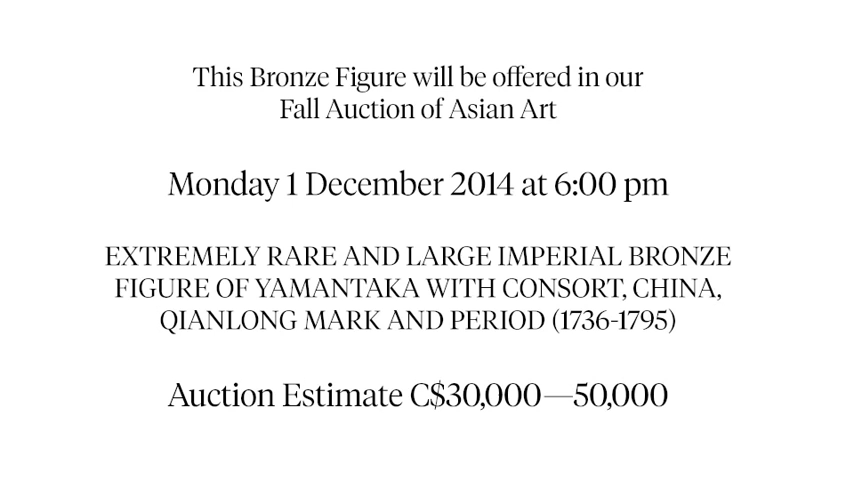 This Bronze Figure will be offered in our
Fall Auction of Asian Art
Monday 1 December 2014 at 6:00 pm
EXTREMELY RARE AND LARGE IMPERIAL BRONZE
FIGURE OF YAMANTAKA WITH CONSORT, CHINA,
QIANLONG MARK AND PERIOD (1736-1795)
Auction Estimate C$30,000—50,000